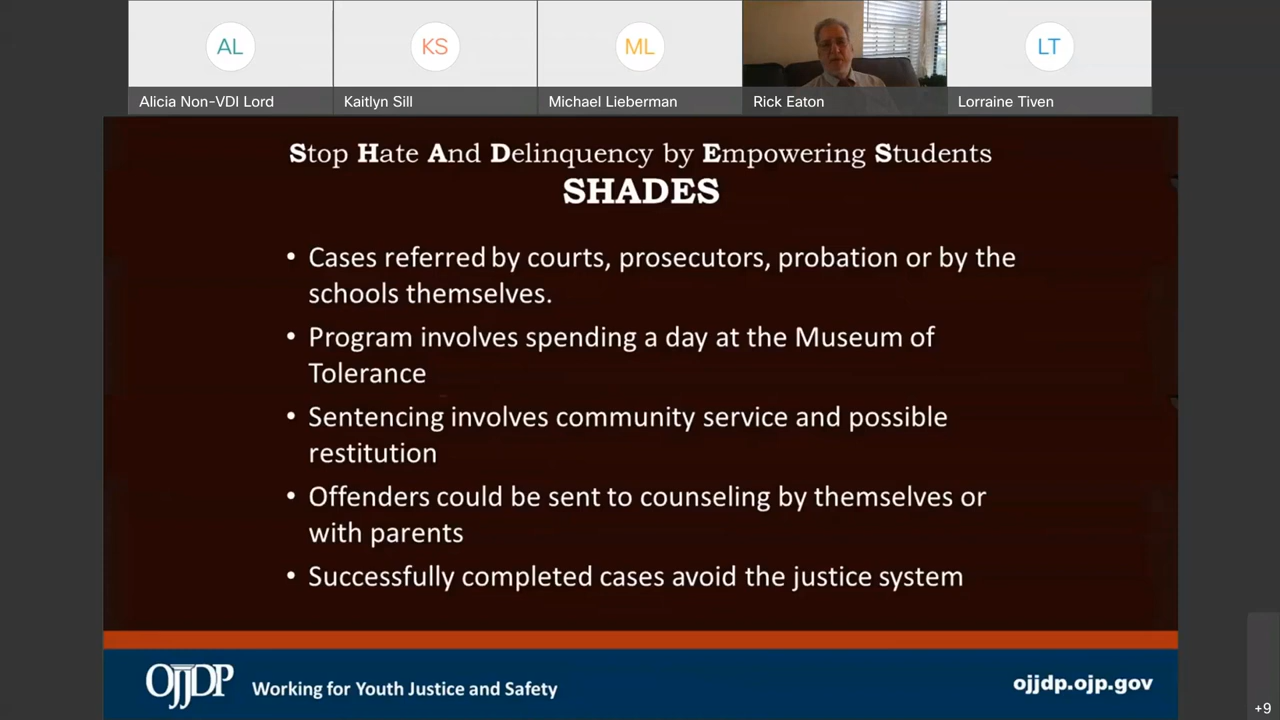 AL
KS
ML
LT
Alicia Non-VDI Lord
Kaitlyn Sill
Michael Lieberman
Rick Eaton
Lorraine Tiven
Stop Hate And Delinquency by Empowering Students
SHADES
• Cases referred by courts, prosecutors, probation or by the
schools themselves.
• Program involves spending a day at the Museum of
Tolerance
• Sentencing involves community service and possible
restitution
• Offenders could be sent to counseling by themselves or
with parents
• Successfully completed cases avoid the justice system
OJJDP
Working for Youth Justice and Safety
ojjdp.ojp.gov
+9